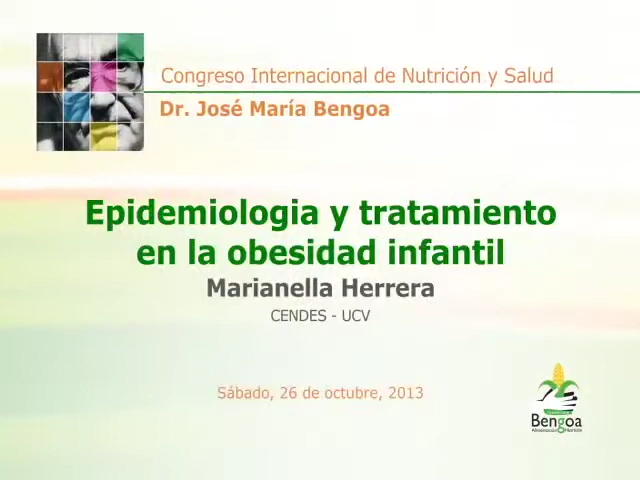 Congreso Internacional de Nutrición y Salud
Dr. José María Bengoa
Epidemiologia y tratamiento
en la obesidad infantil
Marianella Herrera
CENDES - UCV
Sábado, 26 de octubre, 2013
Bengoa